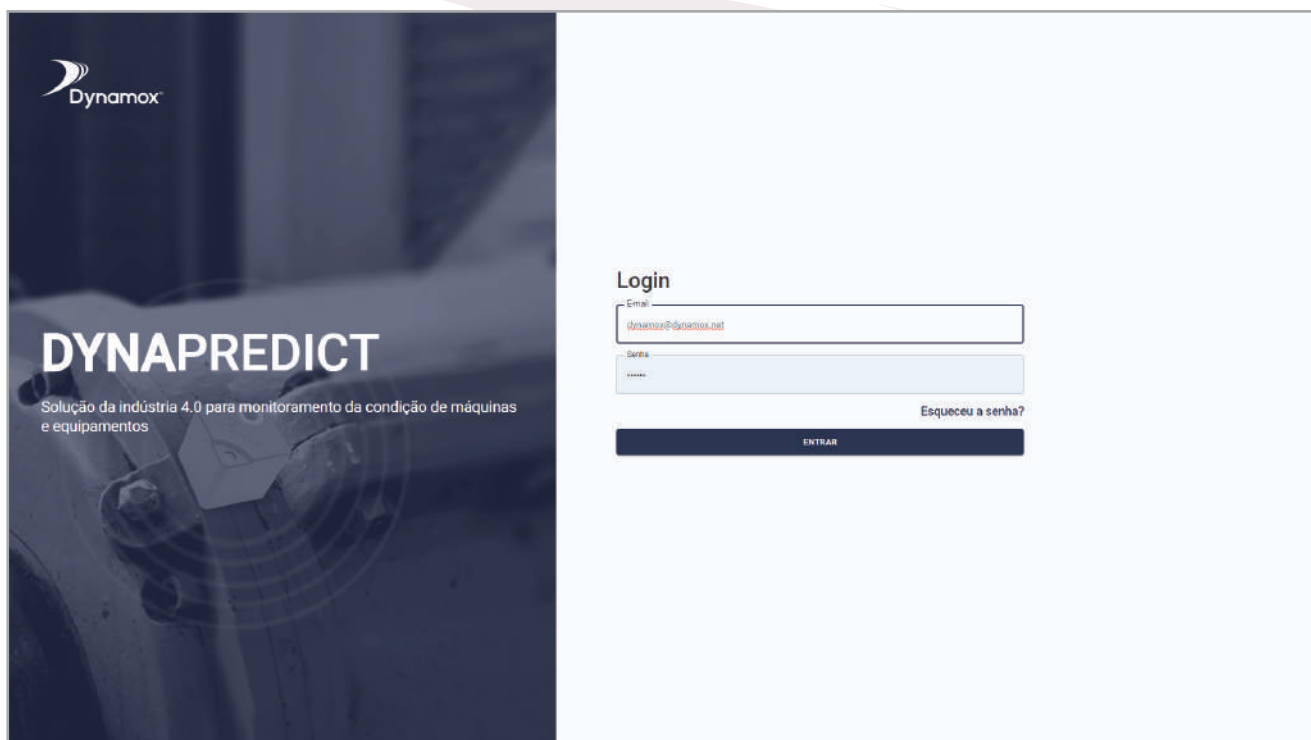 Dynamox
DYNAPREDICT
Solução da indústria 4.0 para monitoramento da condição de máquinas
e equipamentos
Login
E-mail
dynamox@dynamox.net
Senha
Esqueceu a senha?
ENTRAR